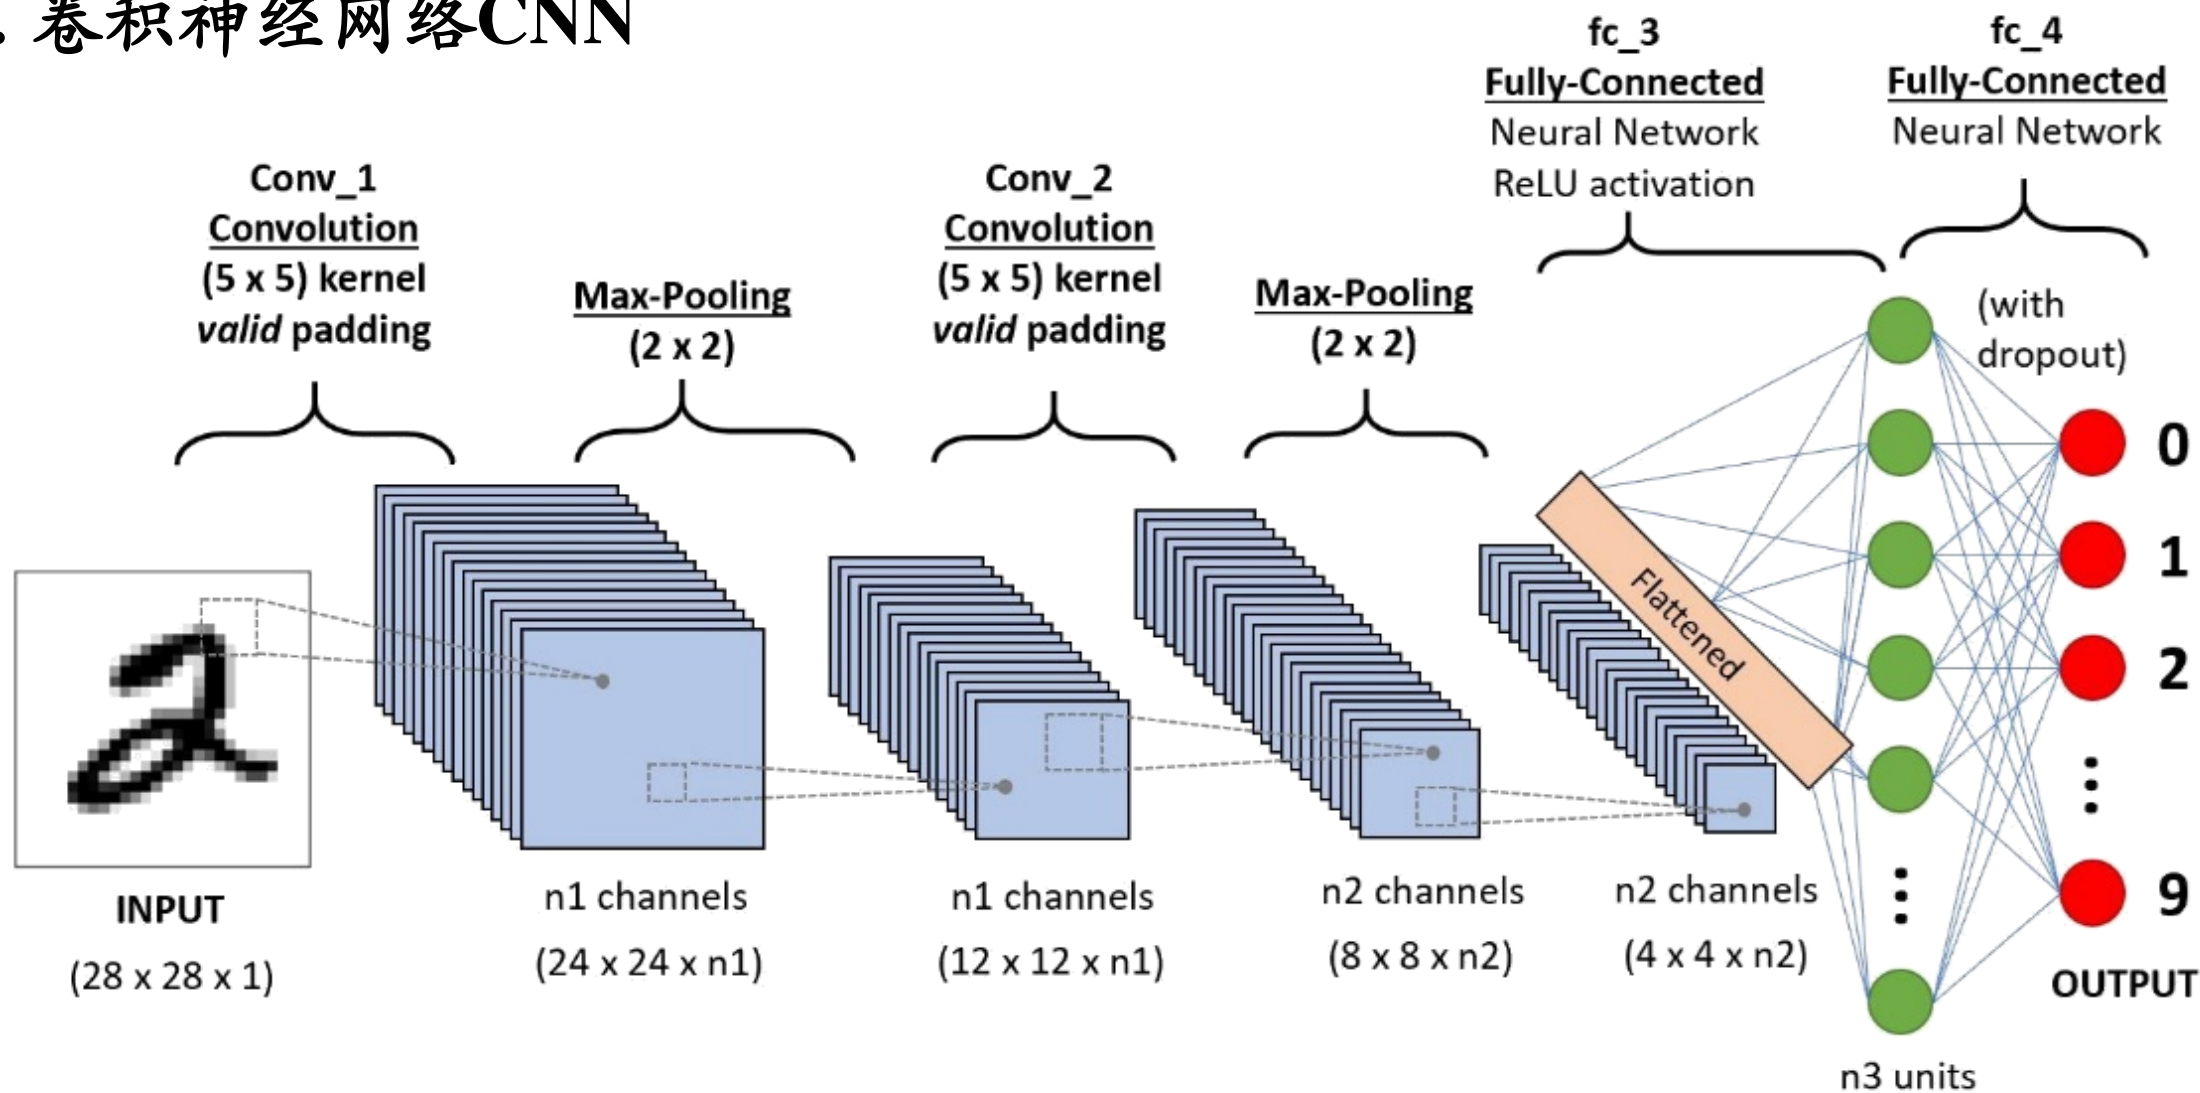 . 卷积神经网络CNN
Conv_1
Convolution
(5 x 5) kernel
valid padding
Max-Pooling
(2 x 2)
Conv_2
Convolution
(5 x 5) kernel
valid padding
Max-Pooling
(2 x 2)
fc_3
Fully-Connected
Neural Network
ReLU activation
fc_4
Fully-Connected
Neural Network
(with
dropout)
INPUT
(28 x 28 x 1)
n1 channels
(24 x 24 x n1)
n1 channels
(12 x 12 x n1)
n2 channels
(8 x 8 x n2)
n2 channels
(4 x 4 x n2)
Flattened
n3 units
0
1
2
9
OUTPUT